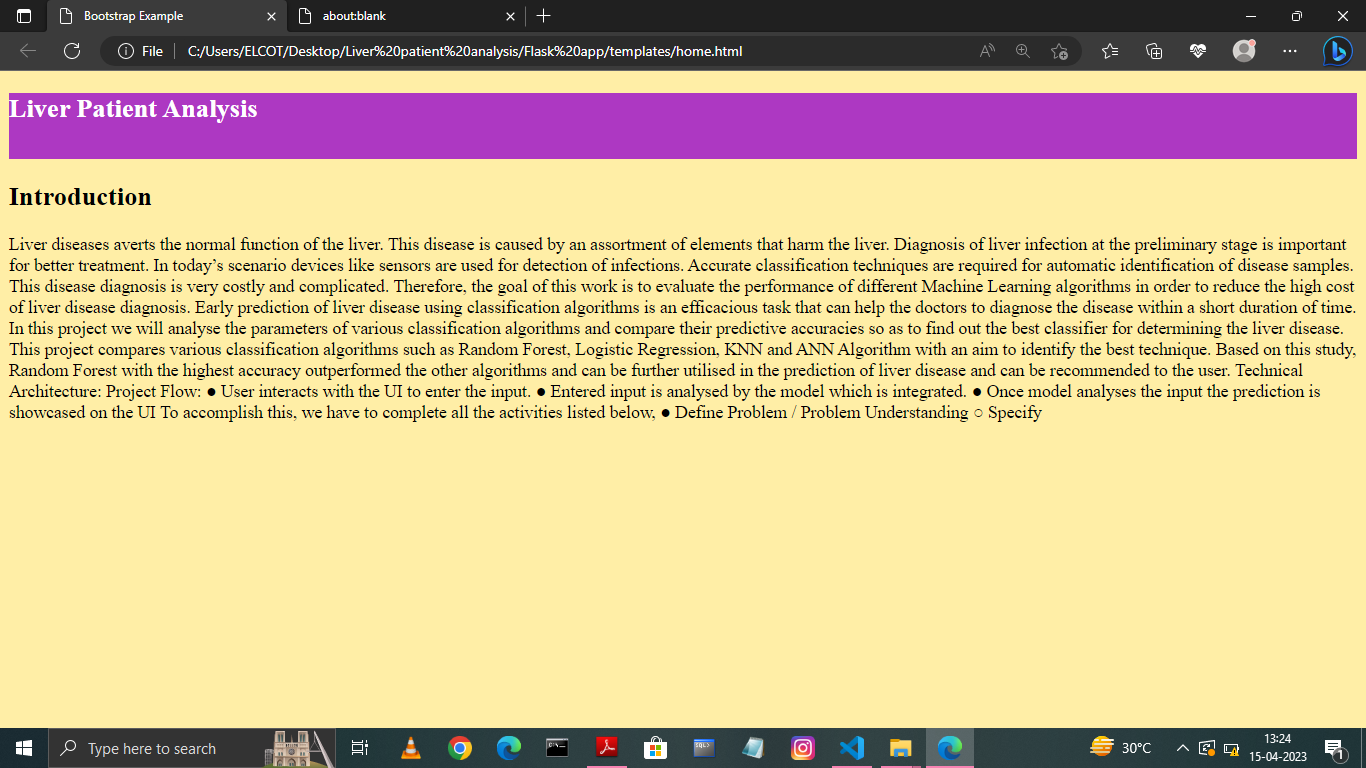 Bootstrap Example
about:blank
File
C:/Users/ELCOT/Desktop/Liver%20patient%20analysis/Flask%20app/templates/home.html
Liver Patient Analysis
Introduction
Liver diseases averts the normal function of the liver. This disease is caused by an assortment of elements that harm the liver. Diagnosis of liver infection at the preliminary stage is important
for better treatment. In today’s scenario devices like sensors are used for detection of infections. Accurate classification techniques are required for automatic identification of disease samples.
This disease diagnosis is very costly and complicated. Therefore, the goal of this work is to evaluate the performance of different Machine Learning algorithms in order to reduce the high cost
of liver disease diagnosis. Early prediction of liver disease using classification algorithms is an efficacious task that can help the doctors to diagnose the disease within a short duration of time.
In this project we will analyse the parameters of various classification algorithms and compare their predictive accuracies so as to find out the best classifier for determining the liver disease.
This project compares various classification algorithms such as Random Forest, Logistic Regression, KNN and ANN Algorithm with an aim to identify the best technique. Based on this study,
Random Forest with the highest accuracy outperformed the other algorithms and can be further utilised in the prediction of liver disease and can be recommended to the user. Technical
Architecture: Project Flow: ● User interacts with the UI to enter the input. ● Entered input is analysed by the model which is integrated. ● Once model analyses the input the prediction is
showcased on the UI To accomplish this, we have to complete all the activities listed below, ● Define Problem / Problem Understanding ○ Specify
Type here to search
30°C
13:24
15-04-2023
1